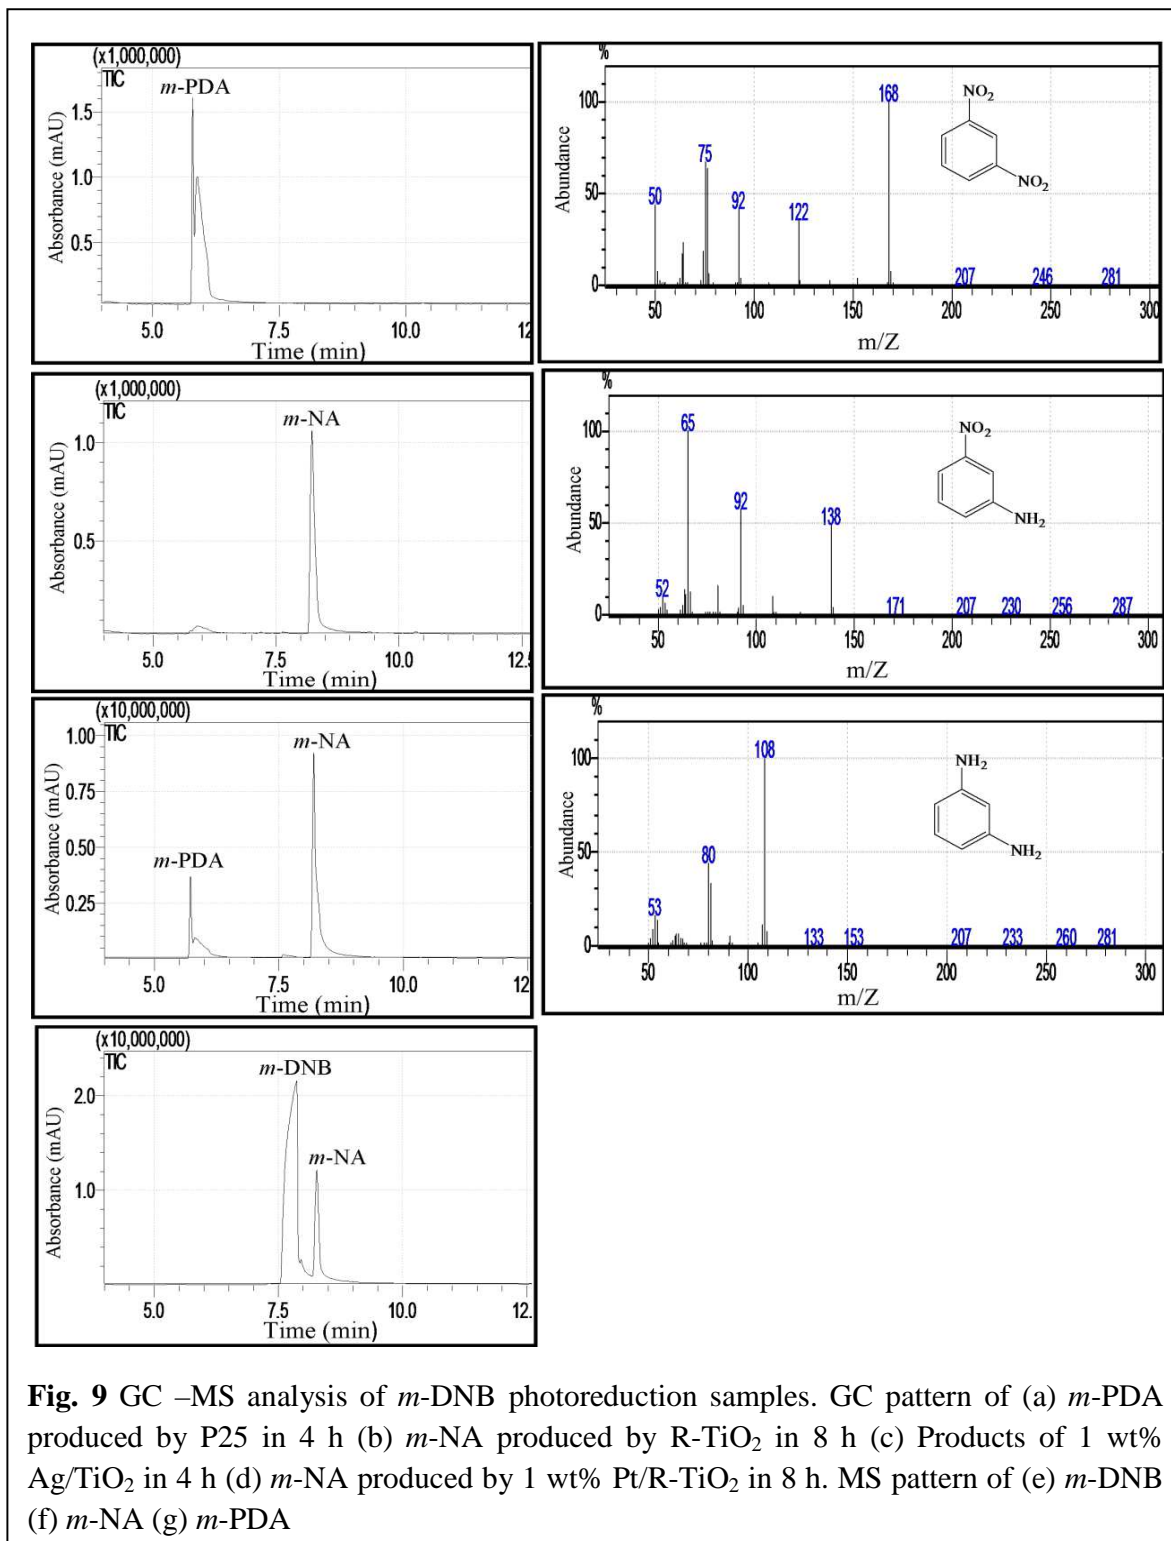 (x1,000,000)
TIC
m-PDA
1.5
1.0
0.5
Absorbance (mAU)
5.0 7.5 10.0 12
Time (min)
%
100
50
0
Abundance
50 75 92 122 168 207 246 281
NO2
NO2
50 100 150 200 250 300
m/Z
(x1,000,000)
TIC
m-NA
1.0
0.5
Absorbance (mAU)
5.0 7.5 10.0 12.5
Time (min)
%
100
50
0
Abundance
52 65 92 138 171 207 230 256 287
NO2
NH2
50 100 150 200 250 300
m/Z
(x10,000,000)
TIC
m-NA
m-PDA
1.00
0.75
0.50
0.25
Absorbance (mAU)
5.0 7.5 10.0
Time (min)
%
100
50
0
Abundance
53 80 108 133 153 207 233 260 281
NH2
NH2
50 100 150 200 250 300
m/Z
(x10,000,000)
TIC
m-DNB
m-NA
2.0
1.0
Absorbance (mAU)
5.0 7.5 10.0 12.
Time (min)
Fig. 9 GC –MS analysis of m-DNB photoreduction samples. GC pattern of (a) m-PDA
produced by P25 in 4 h (b) m-NA produced by R-TiO2 in 8 h (c) Products of 1 wt%
Ag/TiO2 in 4 h (d) m-NA produced by 1 wt% Pt/R-TiO2 in 8 h. MS pattern of (e) m-DNB
(f) m-NA (g) m-PDA